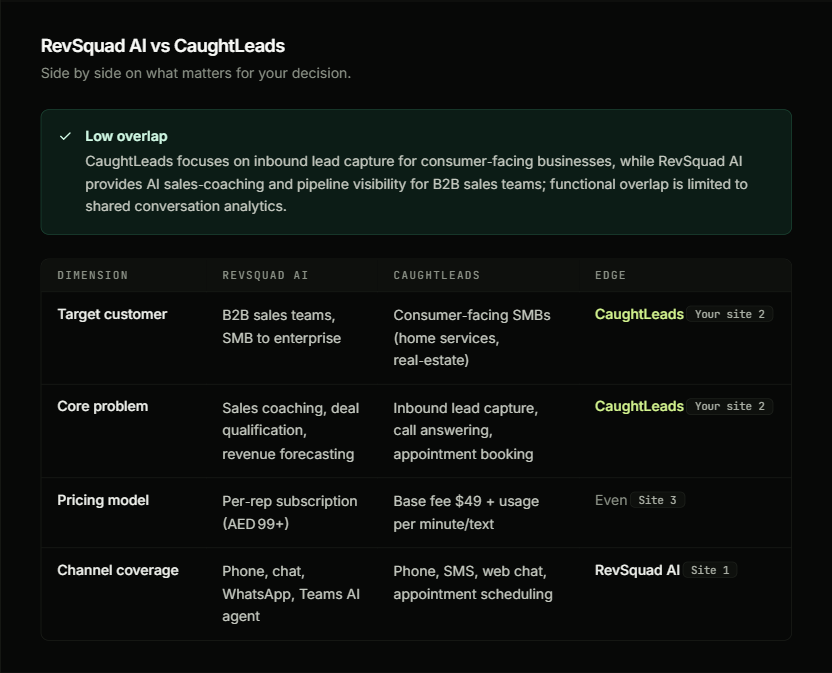 RevSquad AI vs CaughtLeads
Side by side on what matters for your decision.
Low overlap
CaughtLeads focuses on inbound lead capture for consumer-facing businesses, while RevSquad AI
provides AI sales-coaching and pipeline visibility for B2B sales teams; functional overlap is limited to
shared conversation analytics.
DIMENSION REVSQUAD AI CAUGHTLEADS EDGE
Target customer
B2B sales teams,
SMB to enterprise
Consumer-facing SMBs
(home services,
real-estate)
CaughtLeads Your site 2
Core problem
Sales coaching, deal
qualification,
revenue forecasting
Inbound lead capture,
call answering,
appointment booking
CaughtLeads Your site 2
Pricing model
Per-rep subscription
(AED 99+)
Base fee $49 + usage
per minute/text
Even Site 3
Channel coverage
Phone, chat,
WhatsApp, Teams AI
agent
Phone, SMS, web chat,
appointment scheduling
RevSquad AI Site 1